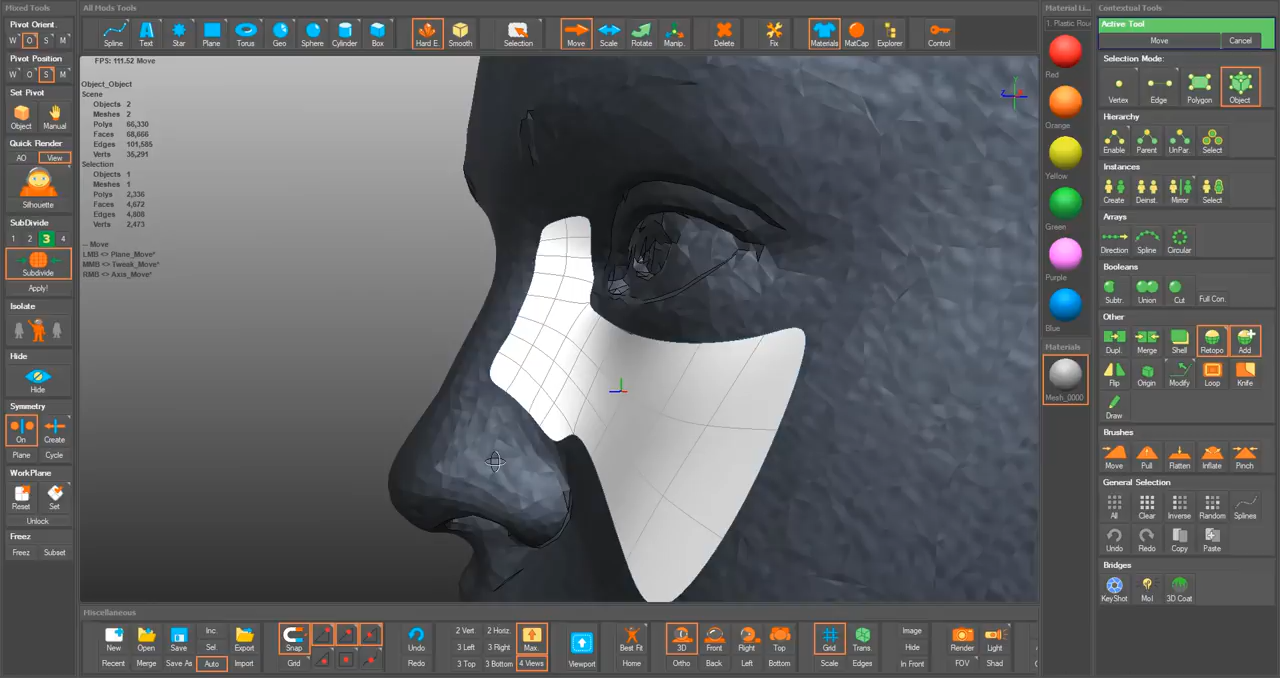 Mixed Tools
Pivot Orient.
W O S M
Pivot Position
W O S M
Set Pivot
Object Manual
Quick Render
AO View
Silhouette
SubDivide
1 2 3 4
Subdivide
Apply!
Isolate
Hide
Hide
Symmetry
On Create
Plane Cycle
WorkPlane
Reset Set
Unlock
Freez
Freez Subset
All Mods Tools
Spline Text Star Plane Torus Geo Sphere Cylinder Box Hard E. Smooth Selection Move Scale Rotate Manip. Delete Fix Materials MatCap Explorer Control
FPS: 111.52 Move
Object_Object
Scene
Objects 2
Meshes 2
Polys 66,330
Faces 68,666
Edges 101,585
Verts 35,291
Selection
Objects 1
Meshes 1
Polys 2,336
Faces 4,672
Edges 4,808
Verts 2,473
-- Move
LMB <> Plane_Move*
MMB <> Tweak_Move*
RMB <> Axis_Move*
Miscellaneous
New Open Save Inc. Export Snap Undo 2 Vert. 2 Horz. Max. Viewport Best Fit 3D Front Right Top Grid Trans. Image Render Light
Sel
3 Left 3 Right
Hide
Recent Merge Save As Auto Import Grid Redo 3 Top 3 Bottom 4 Views Home Ortho Back Left Bottom Scale Edges In Front FOV Shad
Material Li...
1. Plastic Rou
Red
Orange
Yellow
Green
Purple
Blue
Materials
Mesh_0000
Contextual Tools
Active Tool
Move Cancel
Selection Mode:
Vertex Edge Polygon Object
Hierarchy
Enable Parent UnPar. Select
Instances
Create Deinst. Mirror Select
Arrays
Direction Spline Circular
Booleans
Subtr. Union Cut Full Con.
Other
Dupl. Merge Shell Retopo Add
Flip Origin Modify Loop Knife
Draw
Brushes
Move Pull Flatten Inflate Pinch
General Selection
All Clear Inverse Random Splines
Undo Redo Copy Paste
Bridges
KeyShot MoI 3D Coat